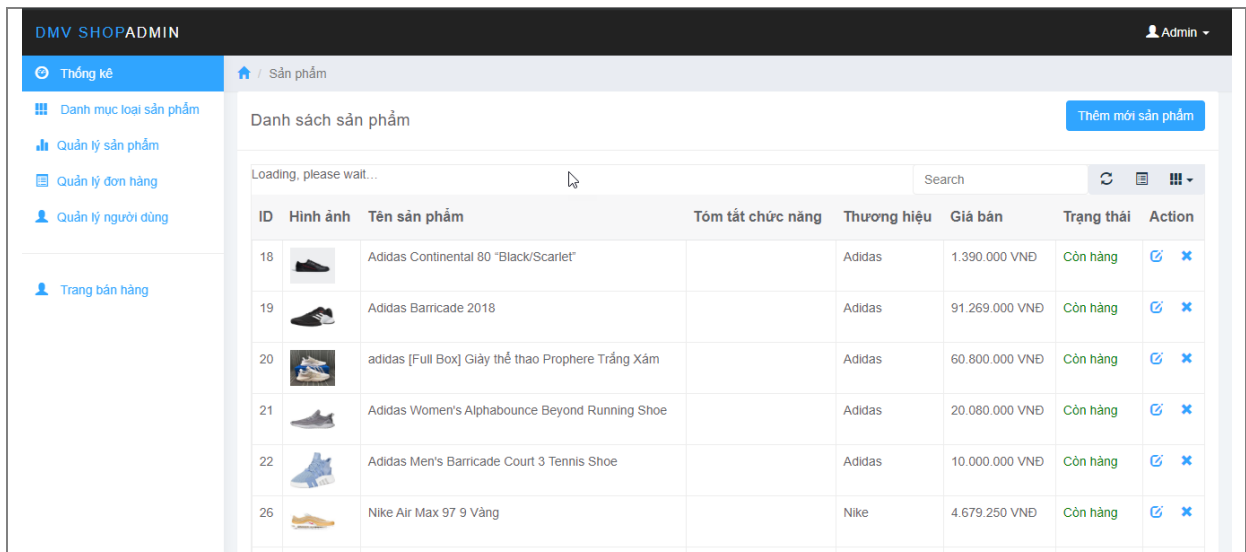 DMV SHOPADMIN
Admin
Thống kê
Sản phẩm
Danh mục loại sản phẩm
Quản lý sản phẩm
Quản lý đơn hàng
Quản lý người dùng
Trang bán hàng
Danh sách sản phẩm
Thêm mới sản phẩm
Loading, please wait...
Search
ID Hình ảnh Tên sản phẩm Tóm tắt chức năng Thương hiệu Giá bán Trạng thái Action
18 Adidas Continental 80 “Black/Scarlet” Adidas 1.390.000 VNĐ Còn hàng
19 Adidas Barricade 2018 Adidas 91.269.000 VNĐ Còn hàng
20 adidas [Full Box] Giày thể thao Prophere Trắng Xám Adidas 60.800.000 VNĐ Còn hàng
21 Adidas Women's Alphabounce Beyond Running Shoe Adidas 20.080.000 VNĐ Còn hàng
22 Adidas Men's Barricade Court 3 Tennis Shoe Adidas 10.000.000 VNĐ Còn hàng
26 Nike Air Max 97 9 Vàng Nike 4.679.250 VNĐ Còn hàng